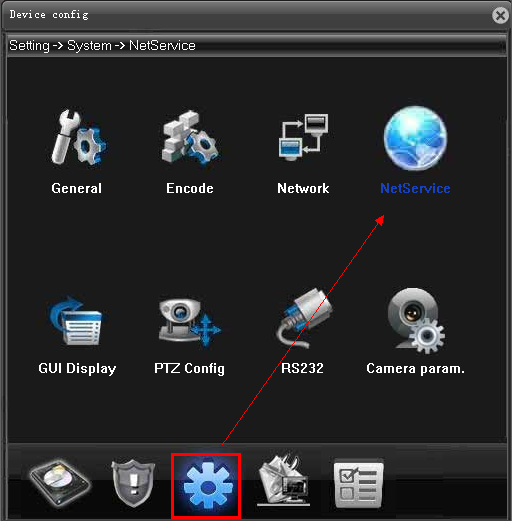 Device config
Setting -> System -> NetService
General
Encode
Network
NetService
GUI Display
PTZ Config
RS232
Camera param.